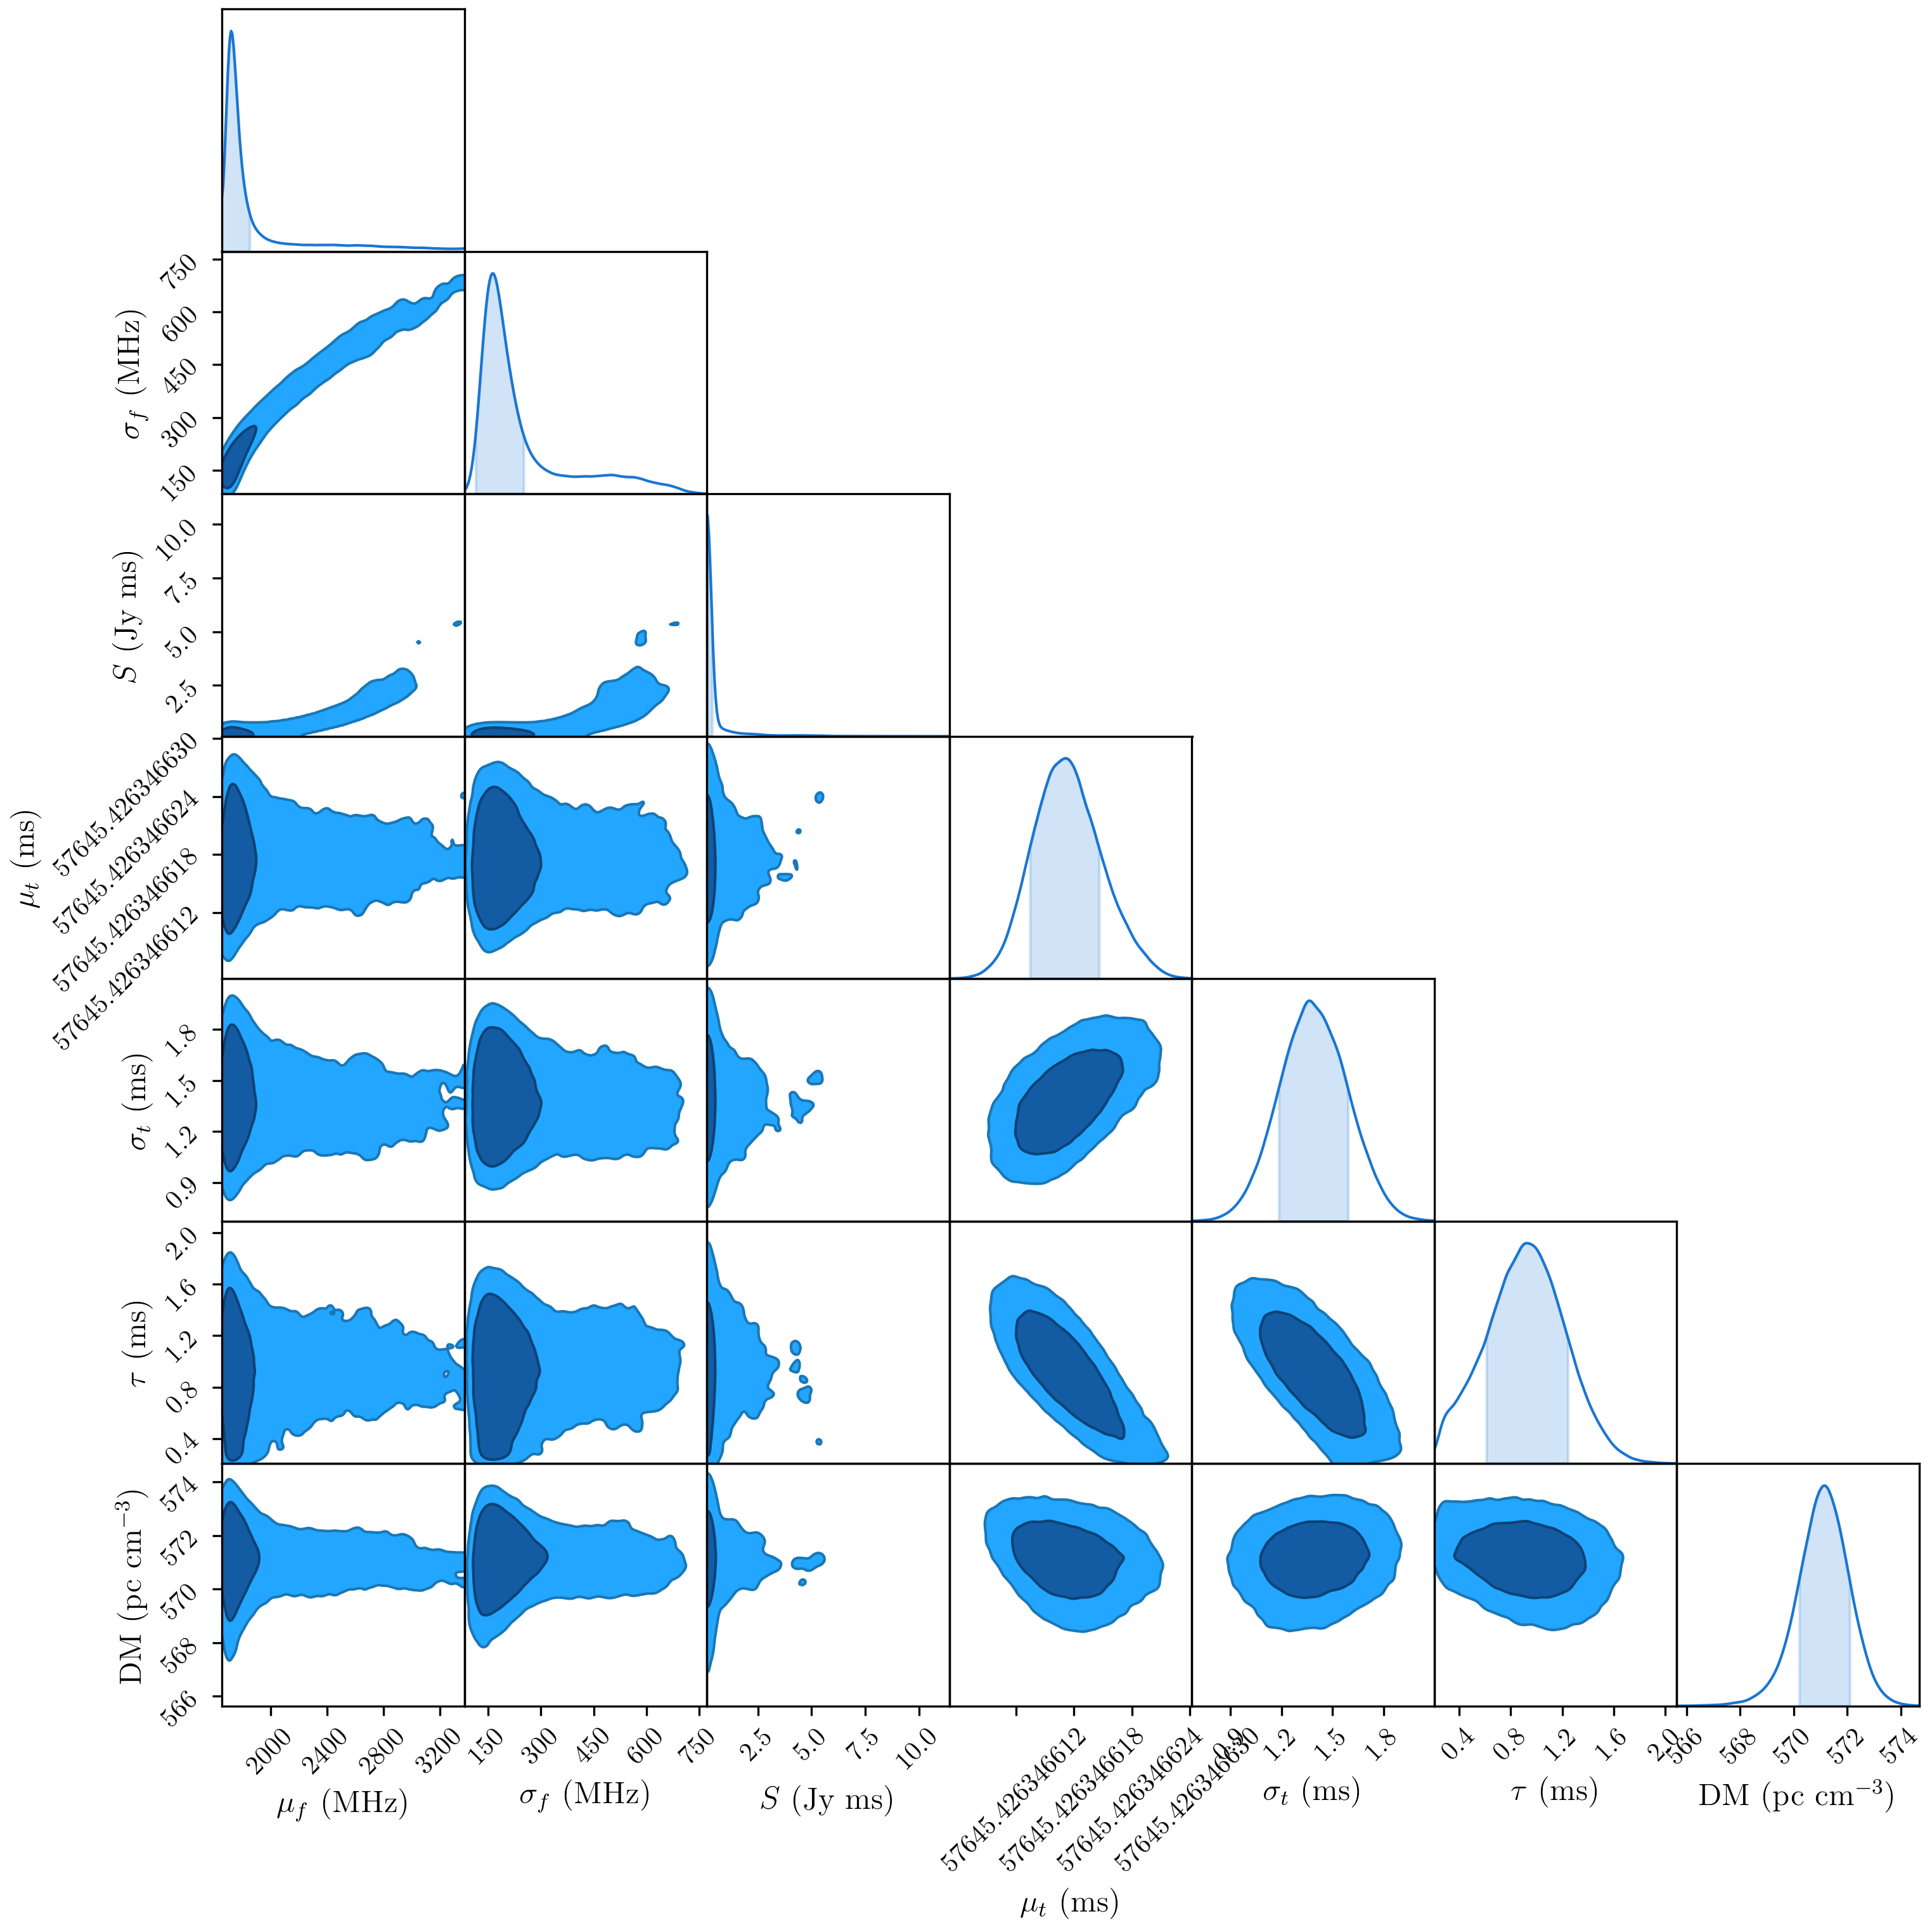 750
600
450
300
150
σ_f (MHz)
10.0
7.5
5.0
2.5
S (Jy ms)
57645.426346630
57645.426346624
57645.426346618
57645.426346612
μ_t (ms)
1.8
1.5
1.2
0.9
σ_t (ms)
2.0
1.6
1.2
0.8
0.4
τ (ms)
574
572
570
568
566
DM (pc cm⁻³)
2000 2400 2800 3200
μ_f (MHz)
150 300 450 600 750
σ_f (MHz)
2.5 5.0 7.5 10.0
S (Jy ms)
57645.426346612 57645.426346618 57645.426346624 57645.426346630
μ_t (ms)
0.9 1.2 1.5 1.8
σ_t (ms)
0.4 0.8 1.2 1.6 2.0
τ (ms)
566 568 570 572 574
DM (pc cm⁻³)